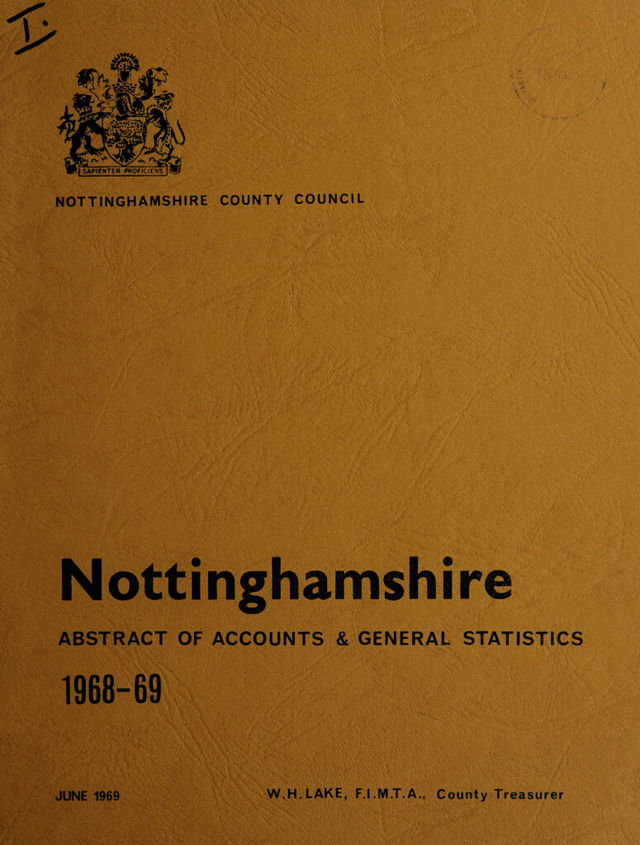 I.
SAPIENTER PROFICIENS
NOTTINGHAMSHIRE COUNTY COUNCIL
Nottinghamshire
ABSTRACT OF ACCOUNTS & GENERAL STATISTICS
1968-69
JUNE 1969
W.H. LAKE, F.I.M.T.A., County Treasurer